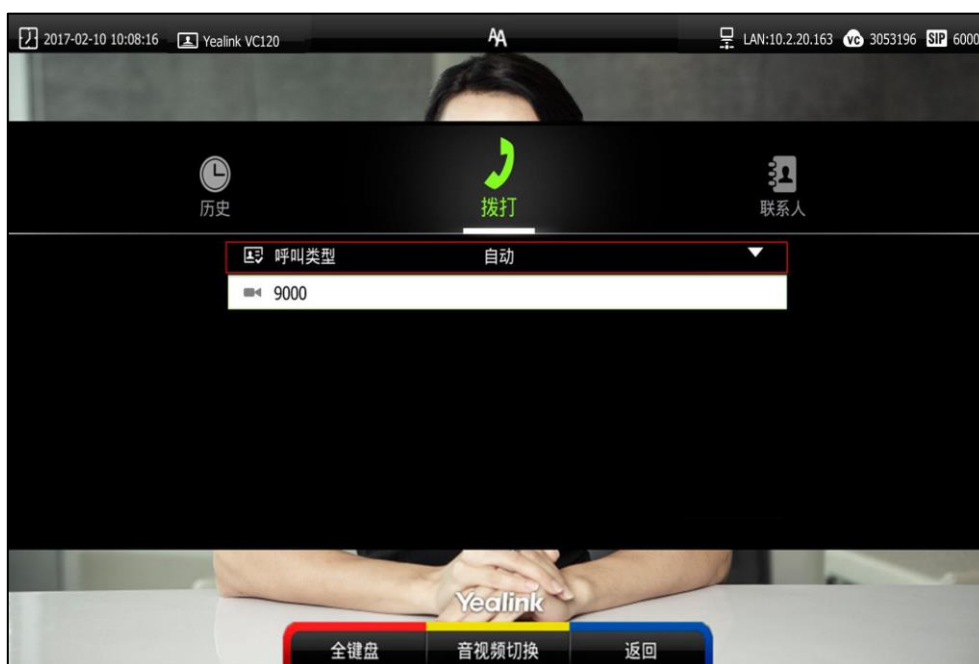 2017-02-10 10:08:16 Yealink VC120 AA LAN:10.2.20.163 VC 3053196 SIP 6000
历史 拨打 联系人
呼叫类型 自动
9000
Yealink
全键盘 音视频切换 返回